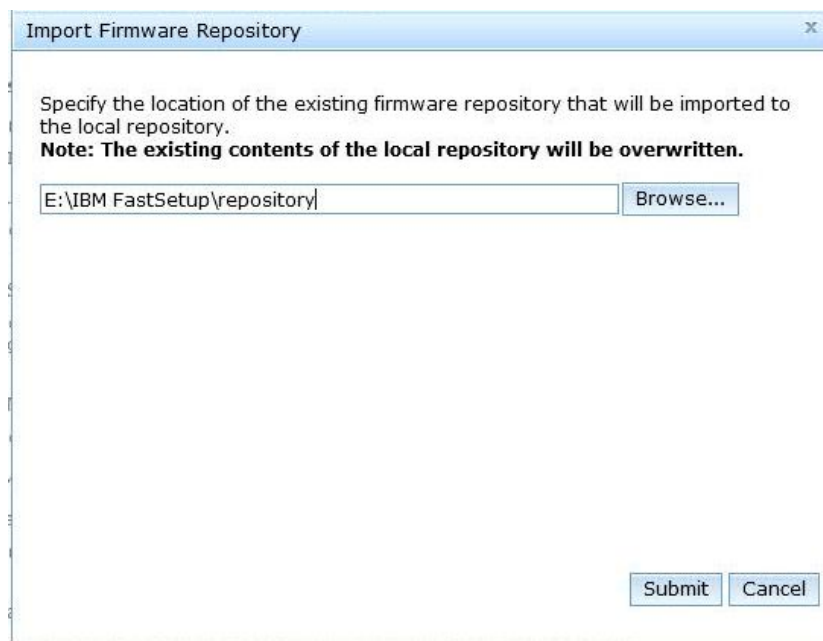 Import Firmware Repository
x
Specify the location of the existing firmware repository that will be imported to
the local repository.
Note: The existing contents of the local repository will be overwritten.
E:\IBM FastSetup\repository
Browse...
Submit
Cancel